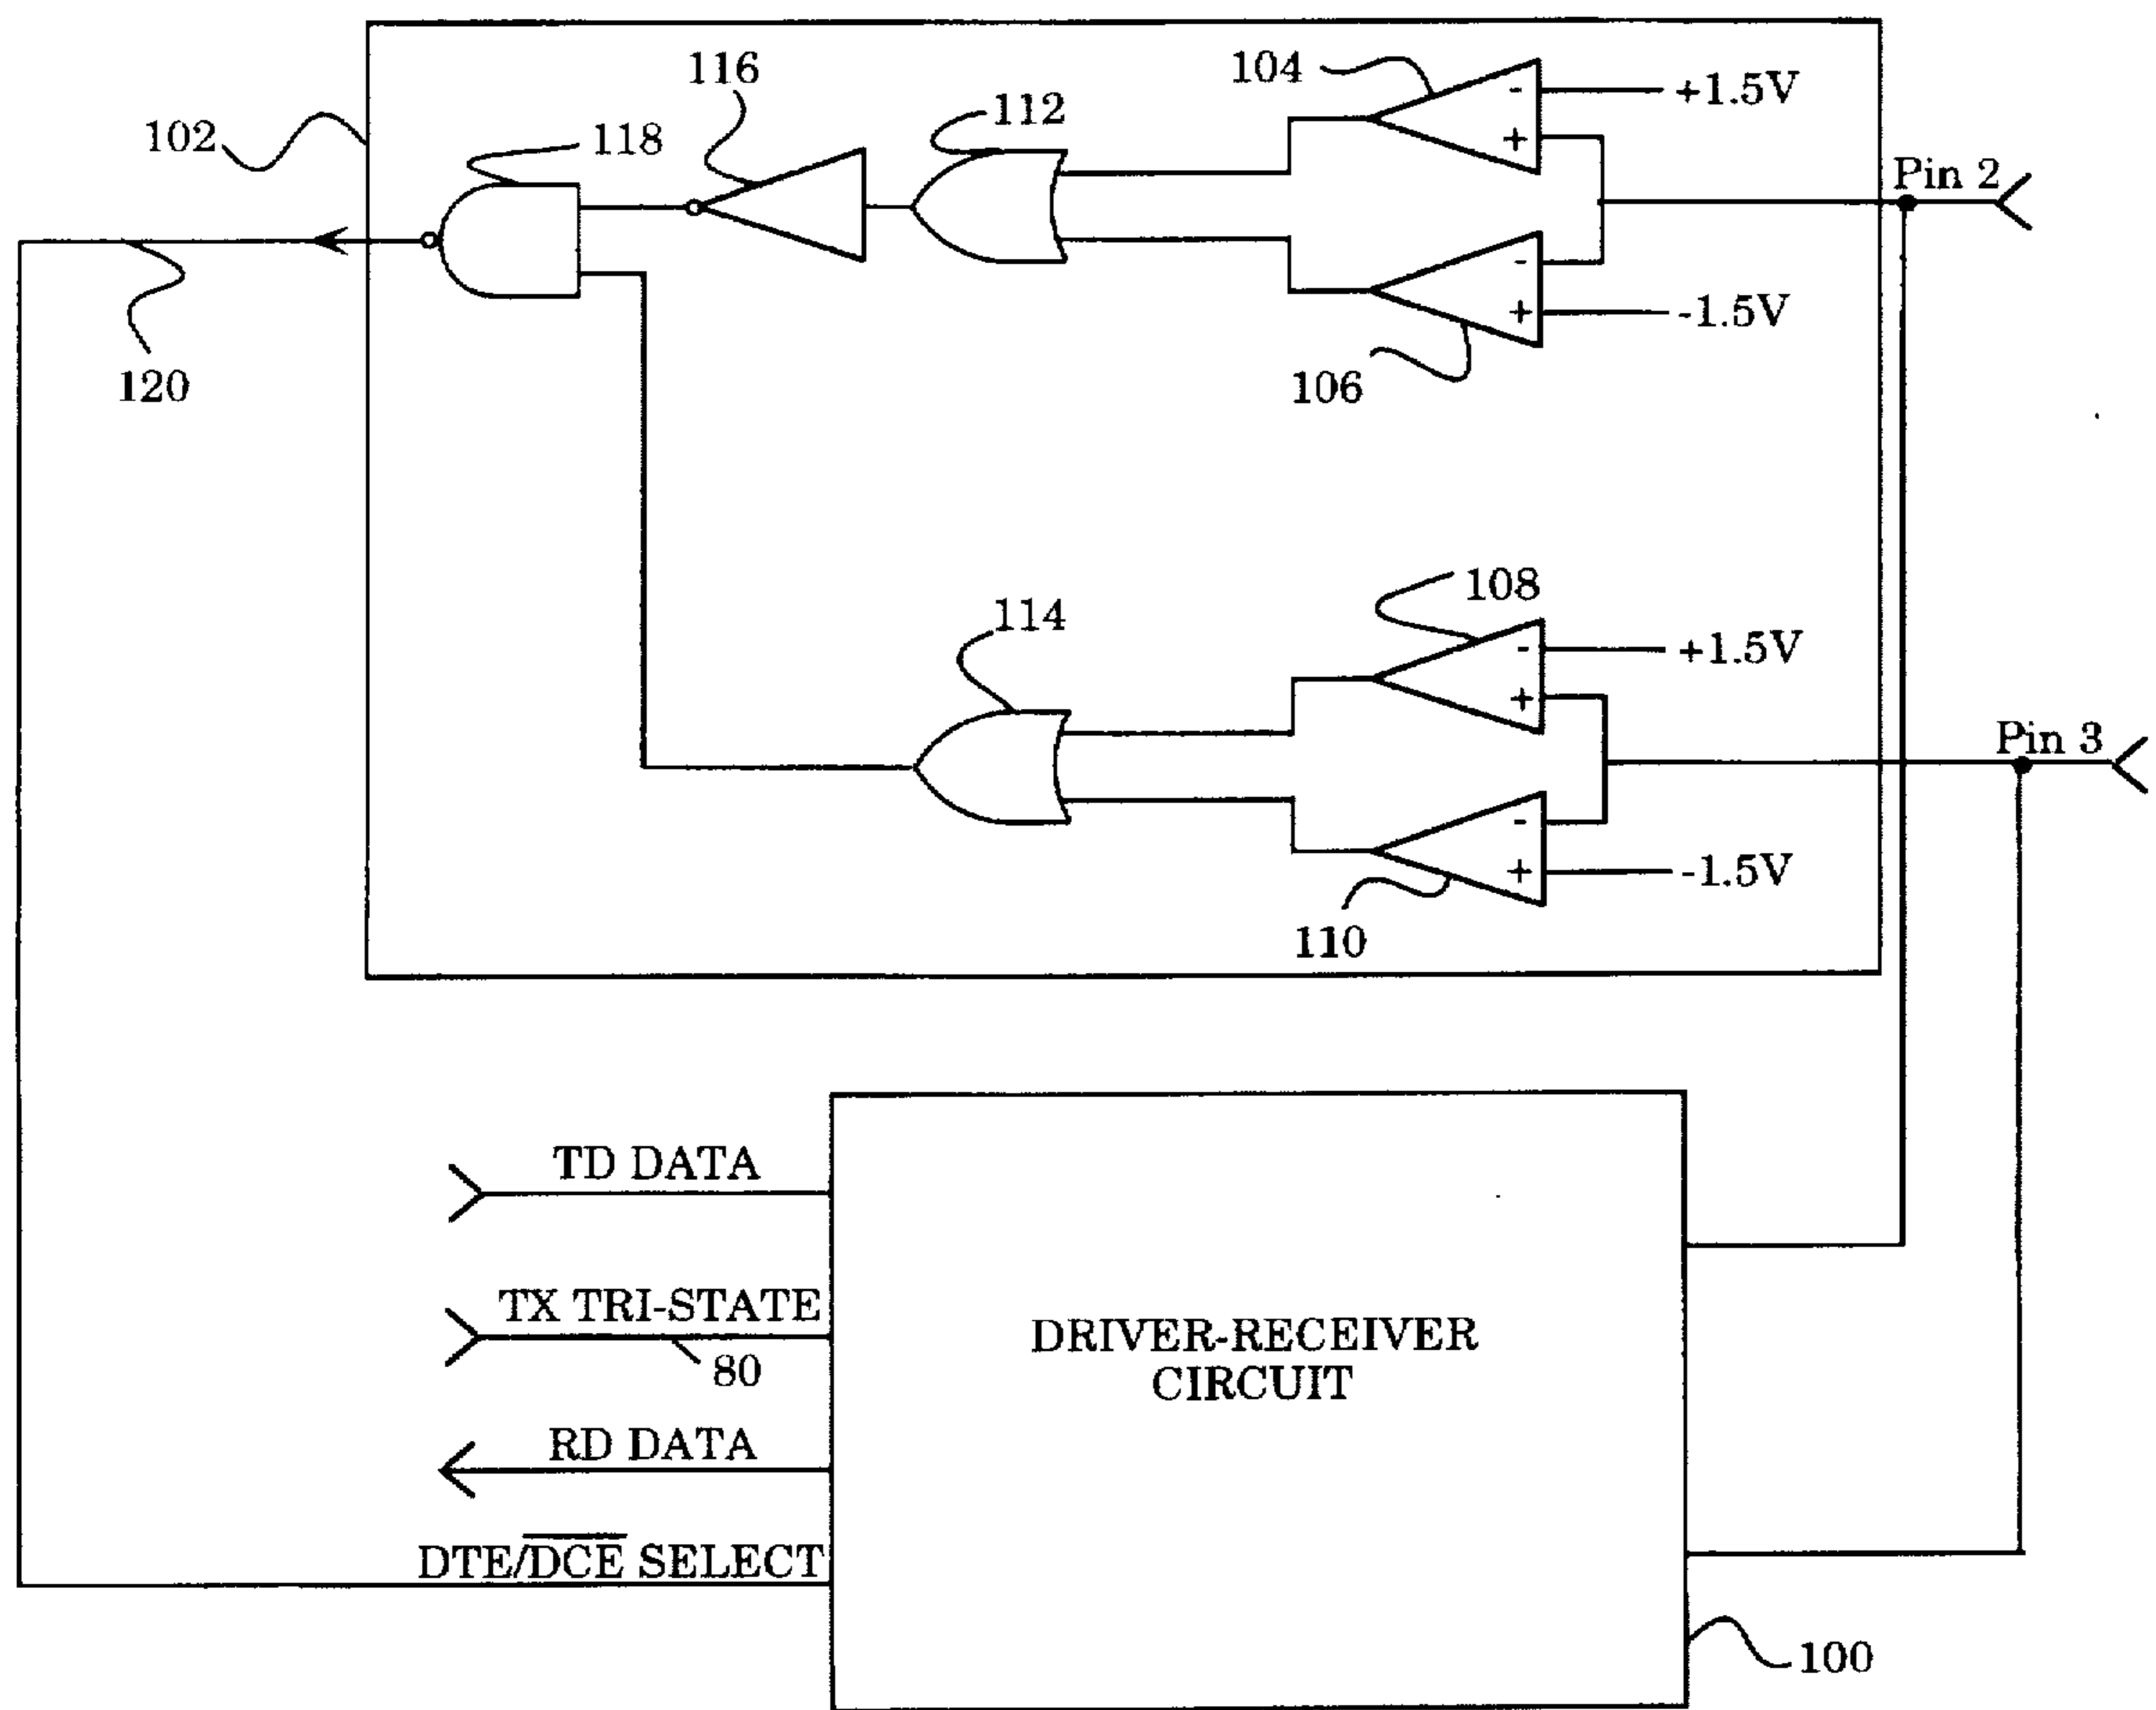 116
104
- +1.5V
112
102
118
+
Pin 2
-
+ -1.5V
120
106
108
114
- +1.5V
+
Pin 3
-
+ -1.5V
110
TD DATA
TX TRI-STATE
80
DRIVER-RECEIVER
CIRCUIT
RD DATA
DTE/DCE SELECT
100